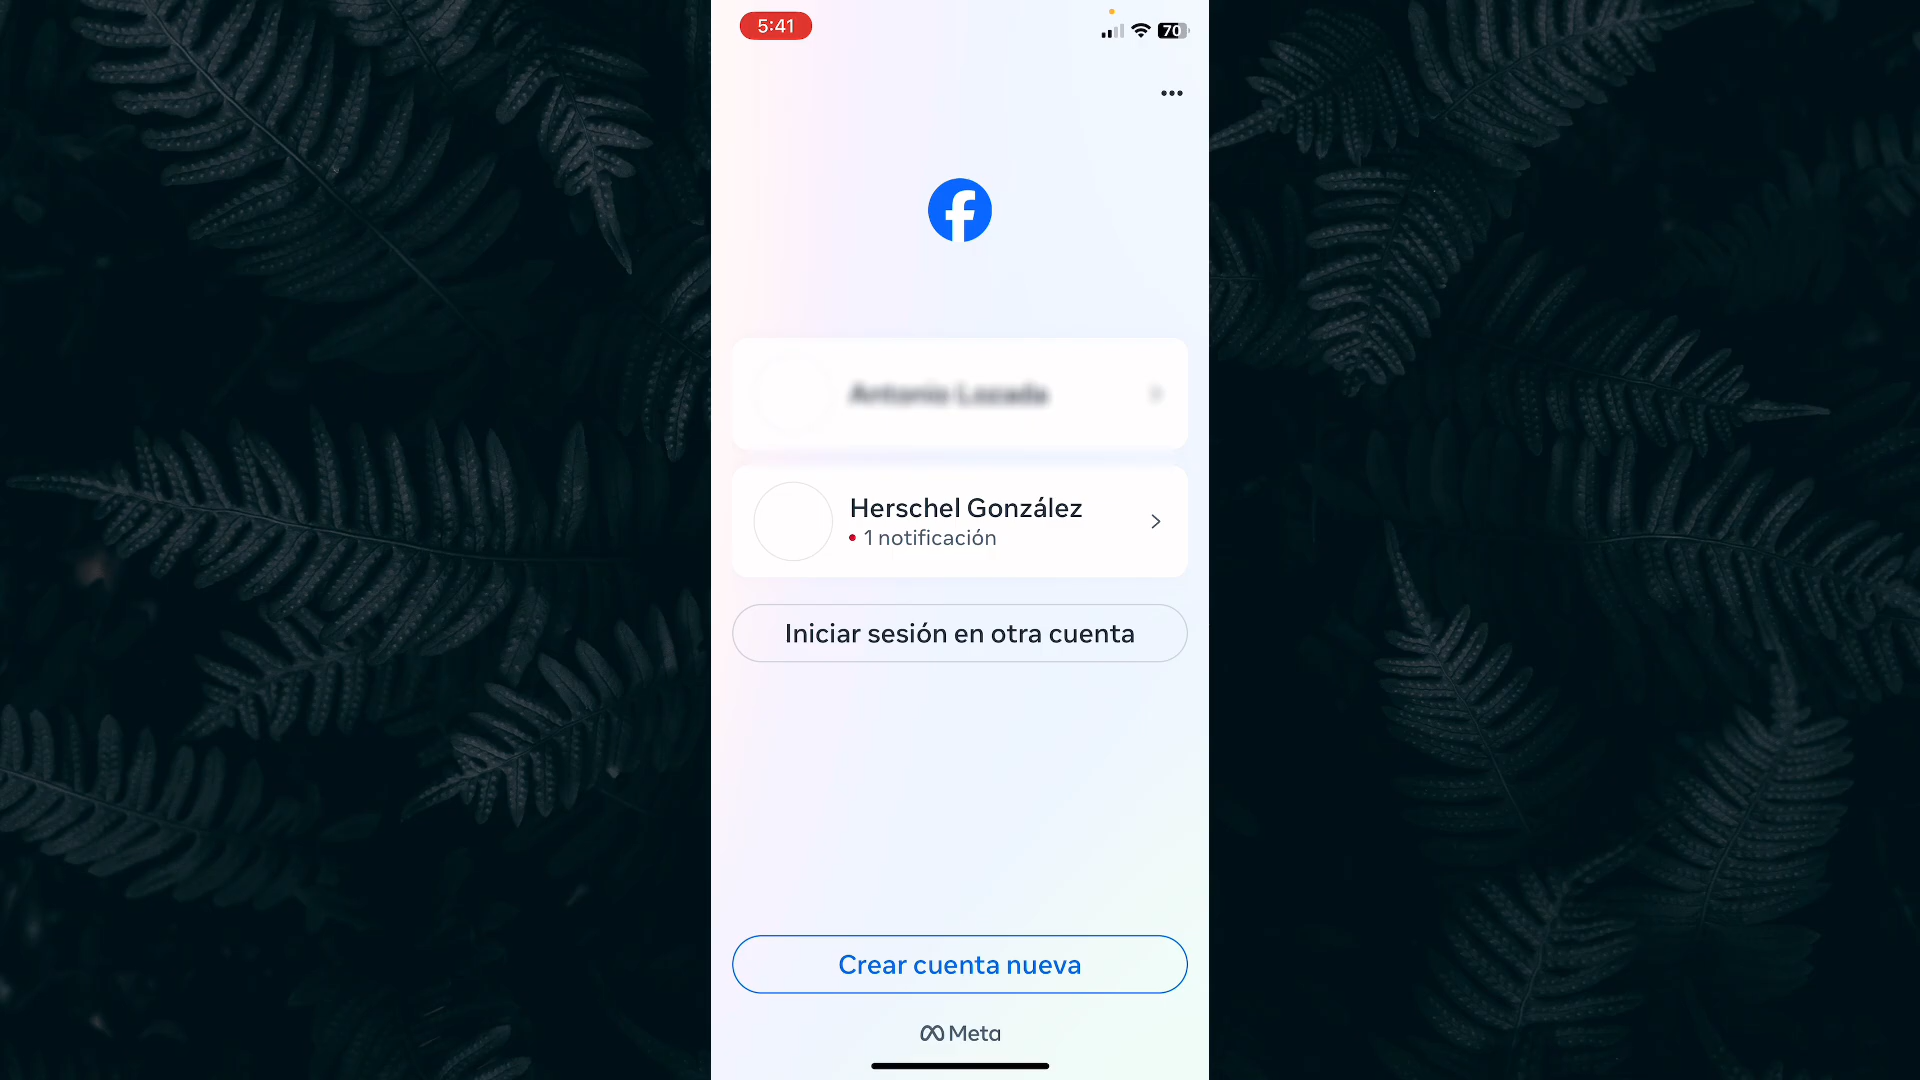 5:41
70
Herschel González
1 notificación
Iniciar sesión en otra cuenta
Crear cuenta nueva
Meta